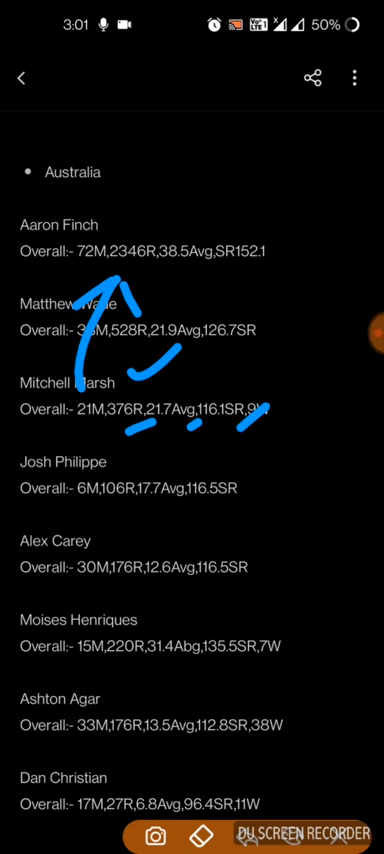 3:01
50%
Australia
Aaron Finch
Overall:- 72M,2346R,38.5Avg,SR152.1
Matthew Wade
Overall:- M,528R,21.9Avg,126.7SR
Mitchell Marsh
Overall:- 21M,376R,21.7Avg,116.1SR,9W
Josh Philippe
Overall:- 6M,106R,17.7Avg,116.5SR
Alex Carey
Overall:- 30M,176R,12.6Avg,116.5SR
Moises Henriques
Overall:- 15M,220R,31.4Abg,135.5SR,7W
Ashton Agar
Overall:- 33M,176R,13.5Avg,112.8SR,38W
Dan Christian
Overall:- 17M,27R,6.8Avg,96.4SR,11W
DU SCREEN RECORDER